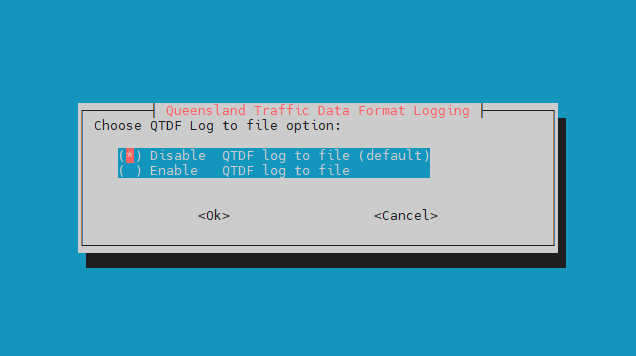 Queensland Traffic Data Format Logging
Choose QTDF Log to file option:
(*) Disable  QTDF log to file (default)
( ) Enable   QTDF log to file
<Ok> <Cancel>